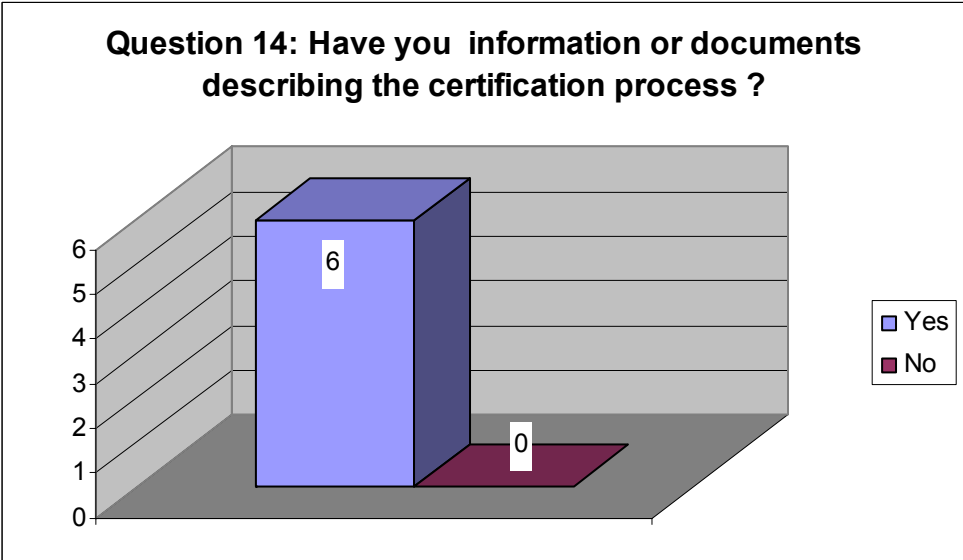 Question 14: Have you  information or documents
describing the certification process ?
6
5
4
3
2
1
0
6
0
Yes
No